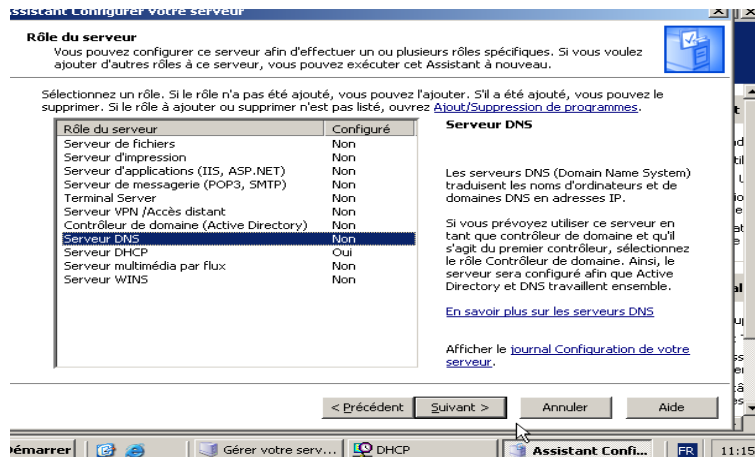 Assistant Configurer votre serveur
Rôle du serveur
Vous pouvez configurer ce serveur afin d'effectuer un ou plusieurs rôles spécifiques. Si vous voulez
ajouter d'autres rôles à ce serveur, vous pouvez exécuter cet Assistant à nouveau.
Sélectionnez un rôle. Si le rôle n'a pas été ajouté, vous pouvez l'ajouter. S'il a été ajouté, vous pouvez le
supprimer. Si le rôle à ajouter ou supprimer n'est pas listé, ouvrez Ajout/Suppression de programmes.
Rôle du serveur Configuré
Serveur de fichiers Non
Serveur d'impression Non
Serveur d'applications (IIS, ASP.NET) Non
Serveur de messagerie (POP3, SMTP) Non
Terminal Server Non
Serveur VPN /Accès distant Non
Contrôleur de domaine (Active Directory) Non
Serveur DNS Non
Serveur DHCP Oui
Serveur multimédia par flux Non
Serveur WINS Non
Serveur DNS
Les serveurs DNS (Domain Name System)
traduisent les noms d'ordinateurs et de
domaines DNS en adresses IP.
Si vous prévoyez utiliser ce serveur en
tant que contrôleur de domaine et qu'il
s'agit du premier contrôleur, sélectionnez
le rôle Contrôleur de domaine. Ainsi, le
serveur sera configuré afin que Active
Directory et DNS travaillent ensemble.
En savoir plus sur les serveurs DNS
Afficher le journal Configuration de votre
serveur.
< Précédent Suivant > Annuler Aide
émarrer Gérer votre serv... DHCP Assistant Confi... FR 11:15